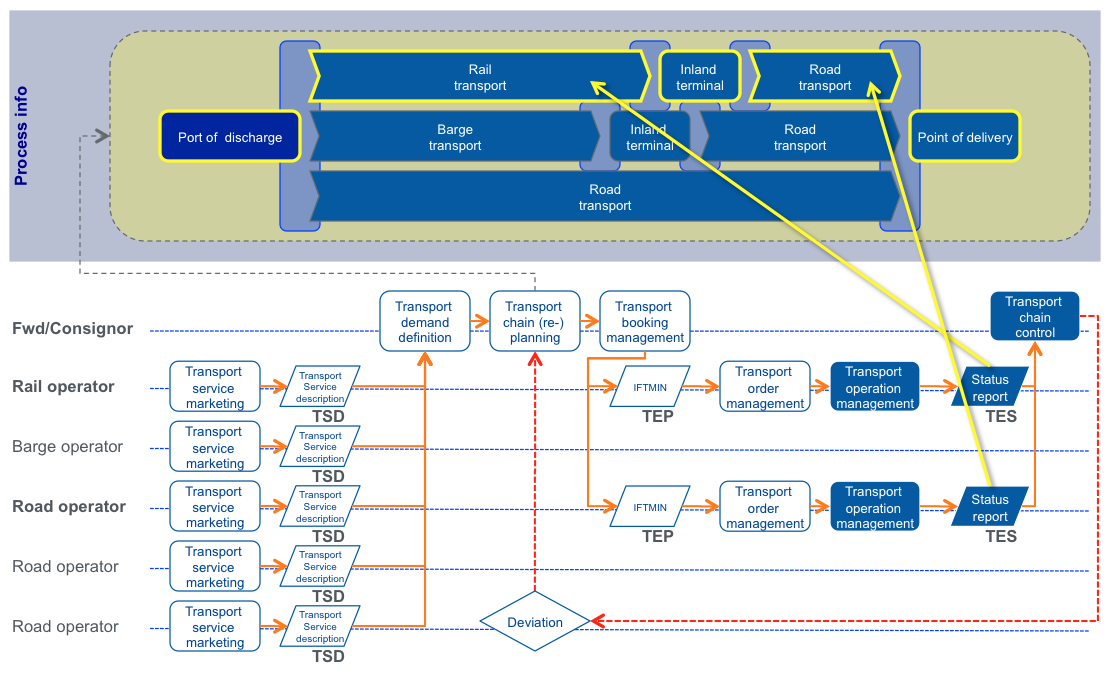 Process info
Rail
transport
Inland
terminal
Road
transport
Port of  discharge
Barge
transport
Inland
terminal
Road
transport
Point of delivery
Road
transport
Fwd/Consignor
Transport
demand
definition
Transport
chain (re-)
planning
Transport
booking
management
Transport
chain
control
Rail operator
Transport
service
marketing
Transport
Service
description
TSD
IFTMIN
TEP
Transport
order
management
Transport
operation
management
Status
report
TES
Barge operator
Transport
service
marketing
Transport
Service
description
TSD
Road operator
Transport
service
marketing
Transport
Service
description
TSD
IFTMIN
TEP
Transport
order
management
Transport
operation
management
Status
report
TES
Road operator
Transport
service
marketing
Transport
Service
description
TSD
Road operator
Transport
service
marketing
Transport
Service
description
TSD
Deviation